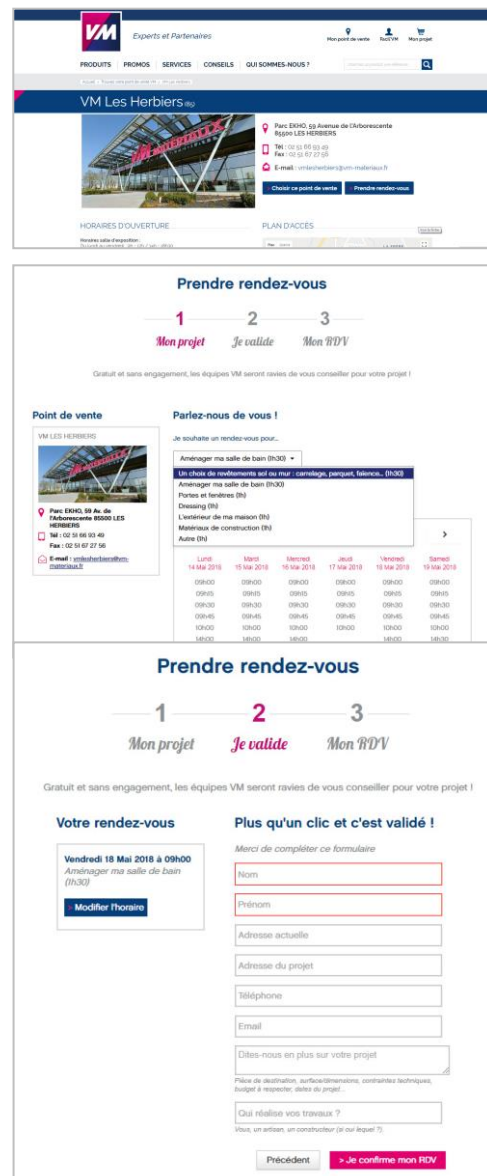 VM
Experts et Partenaires
Mon point de vente
Mon projet
PRODUITS PROMOS SERVICES CONSEILS QUI SOMMES-NOUS ?
VM Les Herbiers (85)
MATÉRIAUX
Parc EKHO, 59 Avenue de l'Arborescente
85500 LES HERBIERS
Tél : 02 51 66 93 49
Fax : 02 51 67 27 56
E-mail : vmlesherbiers@vm-materiaux.fr
> Choisir ce point de vente
> Prendre rendez-vous
HORAIRES D'OUVERTURE
PLAN D'ACCÈS
Horaires salle d'exposition :
Prendre rendez-vous
1 2 3
Mon projet Je valide Mon RDV
Gratuit et sans engagement, les équipes VM seront ravies de vous conseiller pour votre projet !
Point de vente
Parlez-nous de vous !
VM LES HERBIERS
Parc EKHO, 59 Av. de
l'Arborescente 85500 LES
HERBIERS
Tél : 02 51 66 93 49
Fax : 02 51 67 27 56
E-mail : vmlesherbiers@vm-
materiaux.fr
Je souhaite un rendez-vous pour...
Aménager ma salle de bain (1h30)
Un choix de revêtements sol ou mur : carrelage, parquet, faïence... (1h30)
Aménager ma salle de bain (1h30)
Portes et fenêtres (1h)
Dressing (1h)
L'extérieur de ma maison (1h)
Matériaux de construction (1h)
Autre (1h)
Lundi Mardi Mercredi Jeudi Vendredi Samedi
14 Mai 2018 15 Mai 2018 16 Mai 2018 17 Mai 2018 18 Mai 2018 19 Mai 2018
09h00 09h00 09h00 09h00 09h00 09h00
09h15 09h15 09h15 09h15 09h15 09h15
09h30 09h30 09h30 09h30 09h30 09h30
09h45 09h45 09h45 09h45 09h45 09h45
10h00 10h00 10h00 10h00 10h00 10h00
14h00 14h00 14h00 14h00 14h30
Prendre rendez-vous
1 2 3
Mon projet Je valide Mon RDV
Gratuit et sans engagement, les équipes VM seront ravies de vous conseiller pour votre projet !
Votre rendez-vous
Plus qu'un clic et c'est validé !
Vendredi 18 Mai 2018 à 09h00
Aménager ma salle de bain
(1h30)
> Modifier l'horaire
Merci de compléter ce formulaire
Nom
Prénom
Adresse actuelle
Adresse du projet
Téléphone
Email
Dites-nous en plus sur votre projet
Pièce de destination, surface/dimensions, contraintes techniques,
budget à respecter, dates du projet...
Qui réalise vos travaux ?
Vous, un artisan, un constructeur (si oui lequel ?).
Précédent
> Je confirme mon RDV